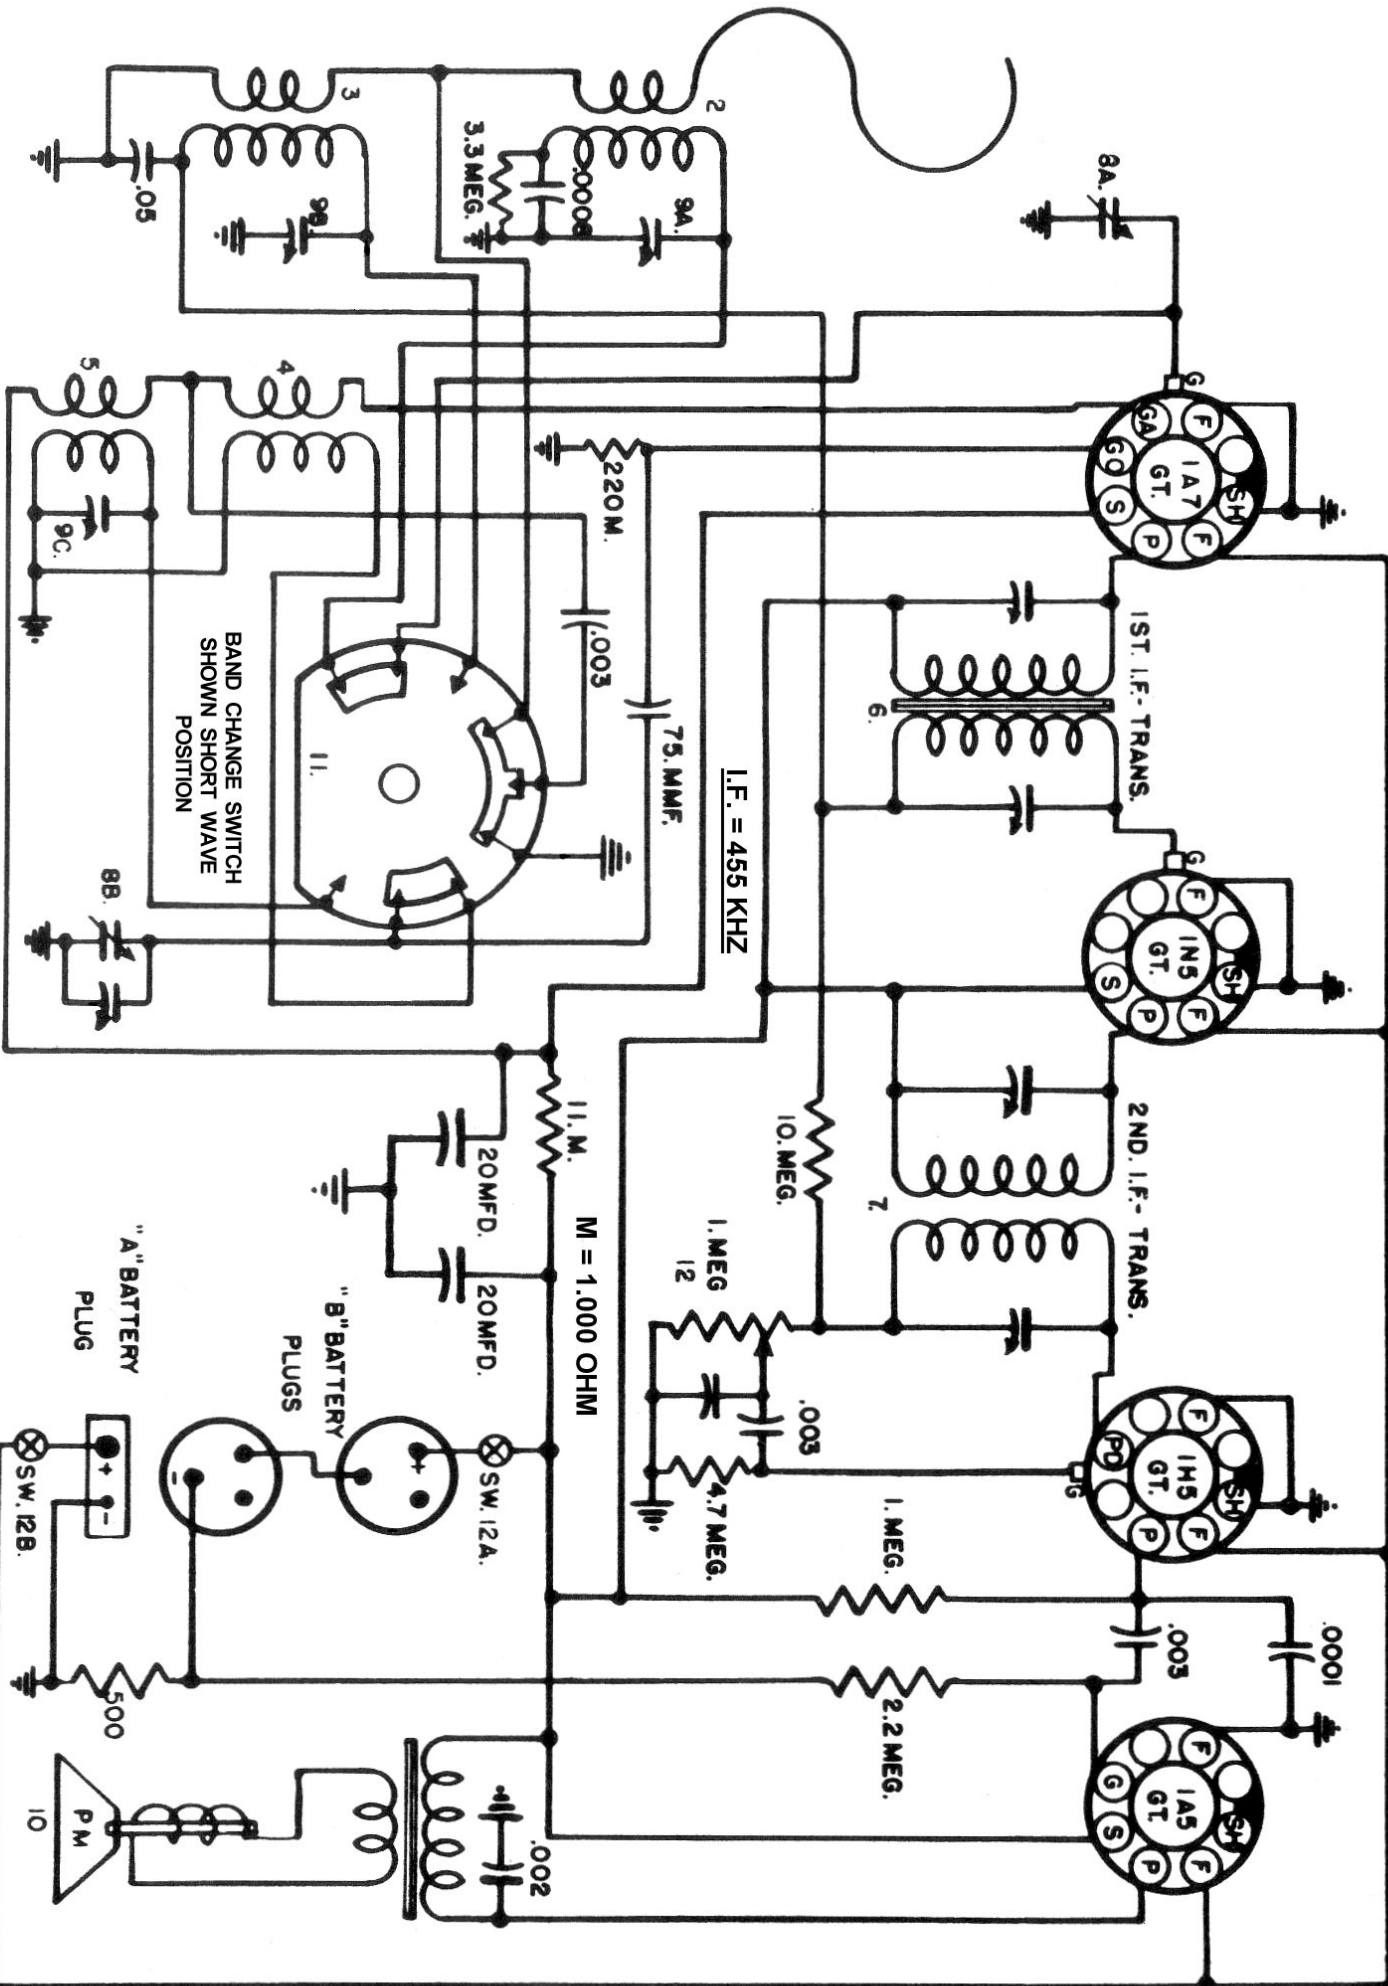 8A.
G
F
GA
GO
S
P
F
SH
1A7
GT.
1ST. I.F.- TRANS.
6.
G
F
S
P
F
SH
1N5
GT.
2ND. I.F.- TRANS.
7.
F
PD
G
P
F
SH
1H5
GT.
.0001
.003
F
G
S
P
F
SH
1A5
GT.
2
3
3.3 MEG.
.0008
9A.
9B.
.05
5
4
9C.
220M.
.003
75. MMF.
I.F. = 455 KHZ
10. MEG.
1. MEG
12
.003
4.7 MEG.
1. MEG.
2.2 MEG.
BAND CHANGE SWITCH
SHOWN SHORT WAVE
POSITION
11.
8B.
11. M.
M = 1.000 OHM
20 MFD.
20 MFD.
"B" BATTERY
PLUGS
"A" BATTERY
PLUG
+
-
+
-
SW. 12A.
SW. 12B.
500
.002
PM
10